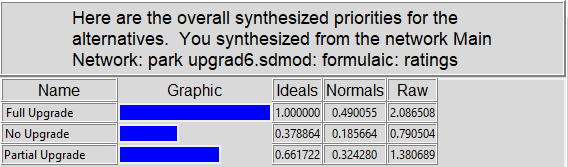 Here are the overall synthesized priorities for the
alternatives. You synthesized from the network Main
Network: park upgrad6.sdmod: formulaic: ratings
Name Graphic Ideals Normals Raw
Full Upgrade 1.000000 0.490055 2.086508
No Upgrade 0.378864 0.185664 0.790504
Partial Upgrade 0.661722 0.324280 1.380689